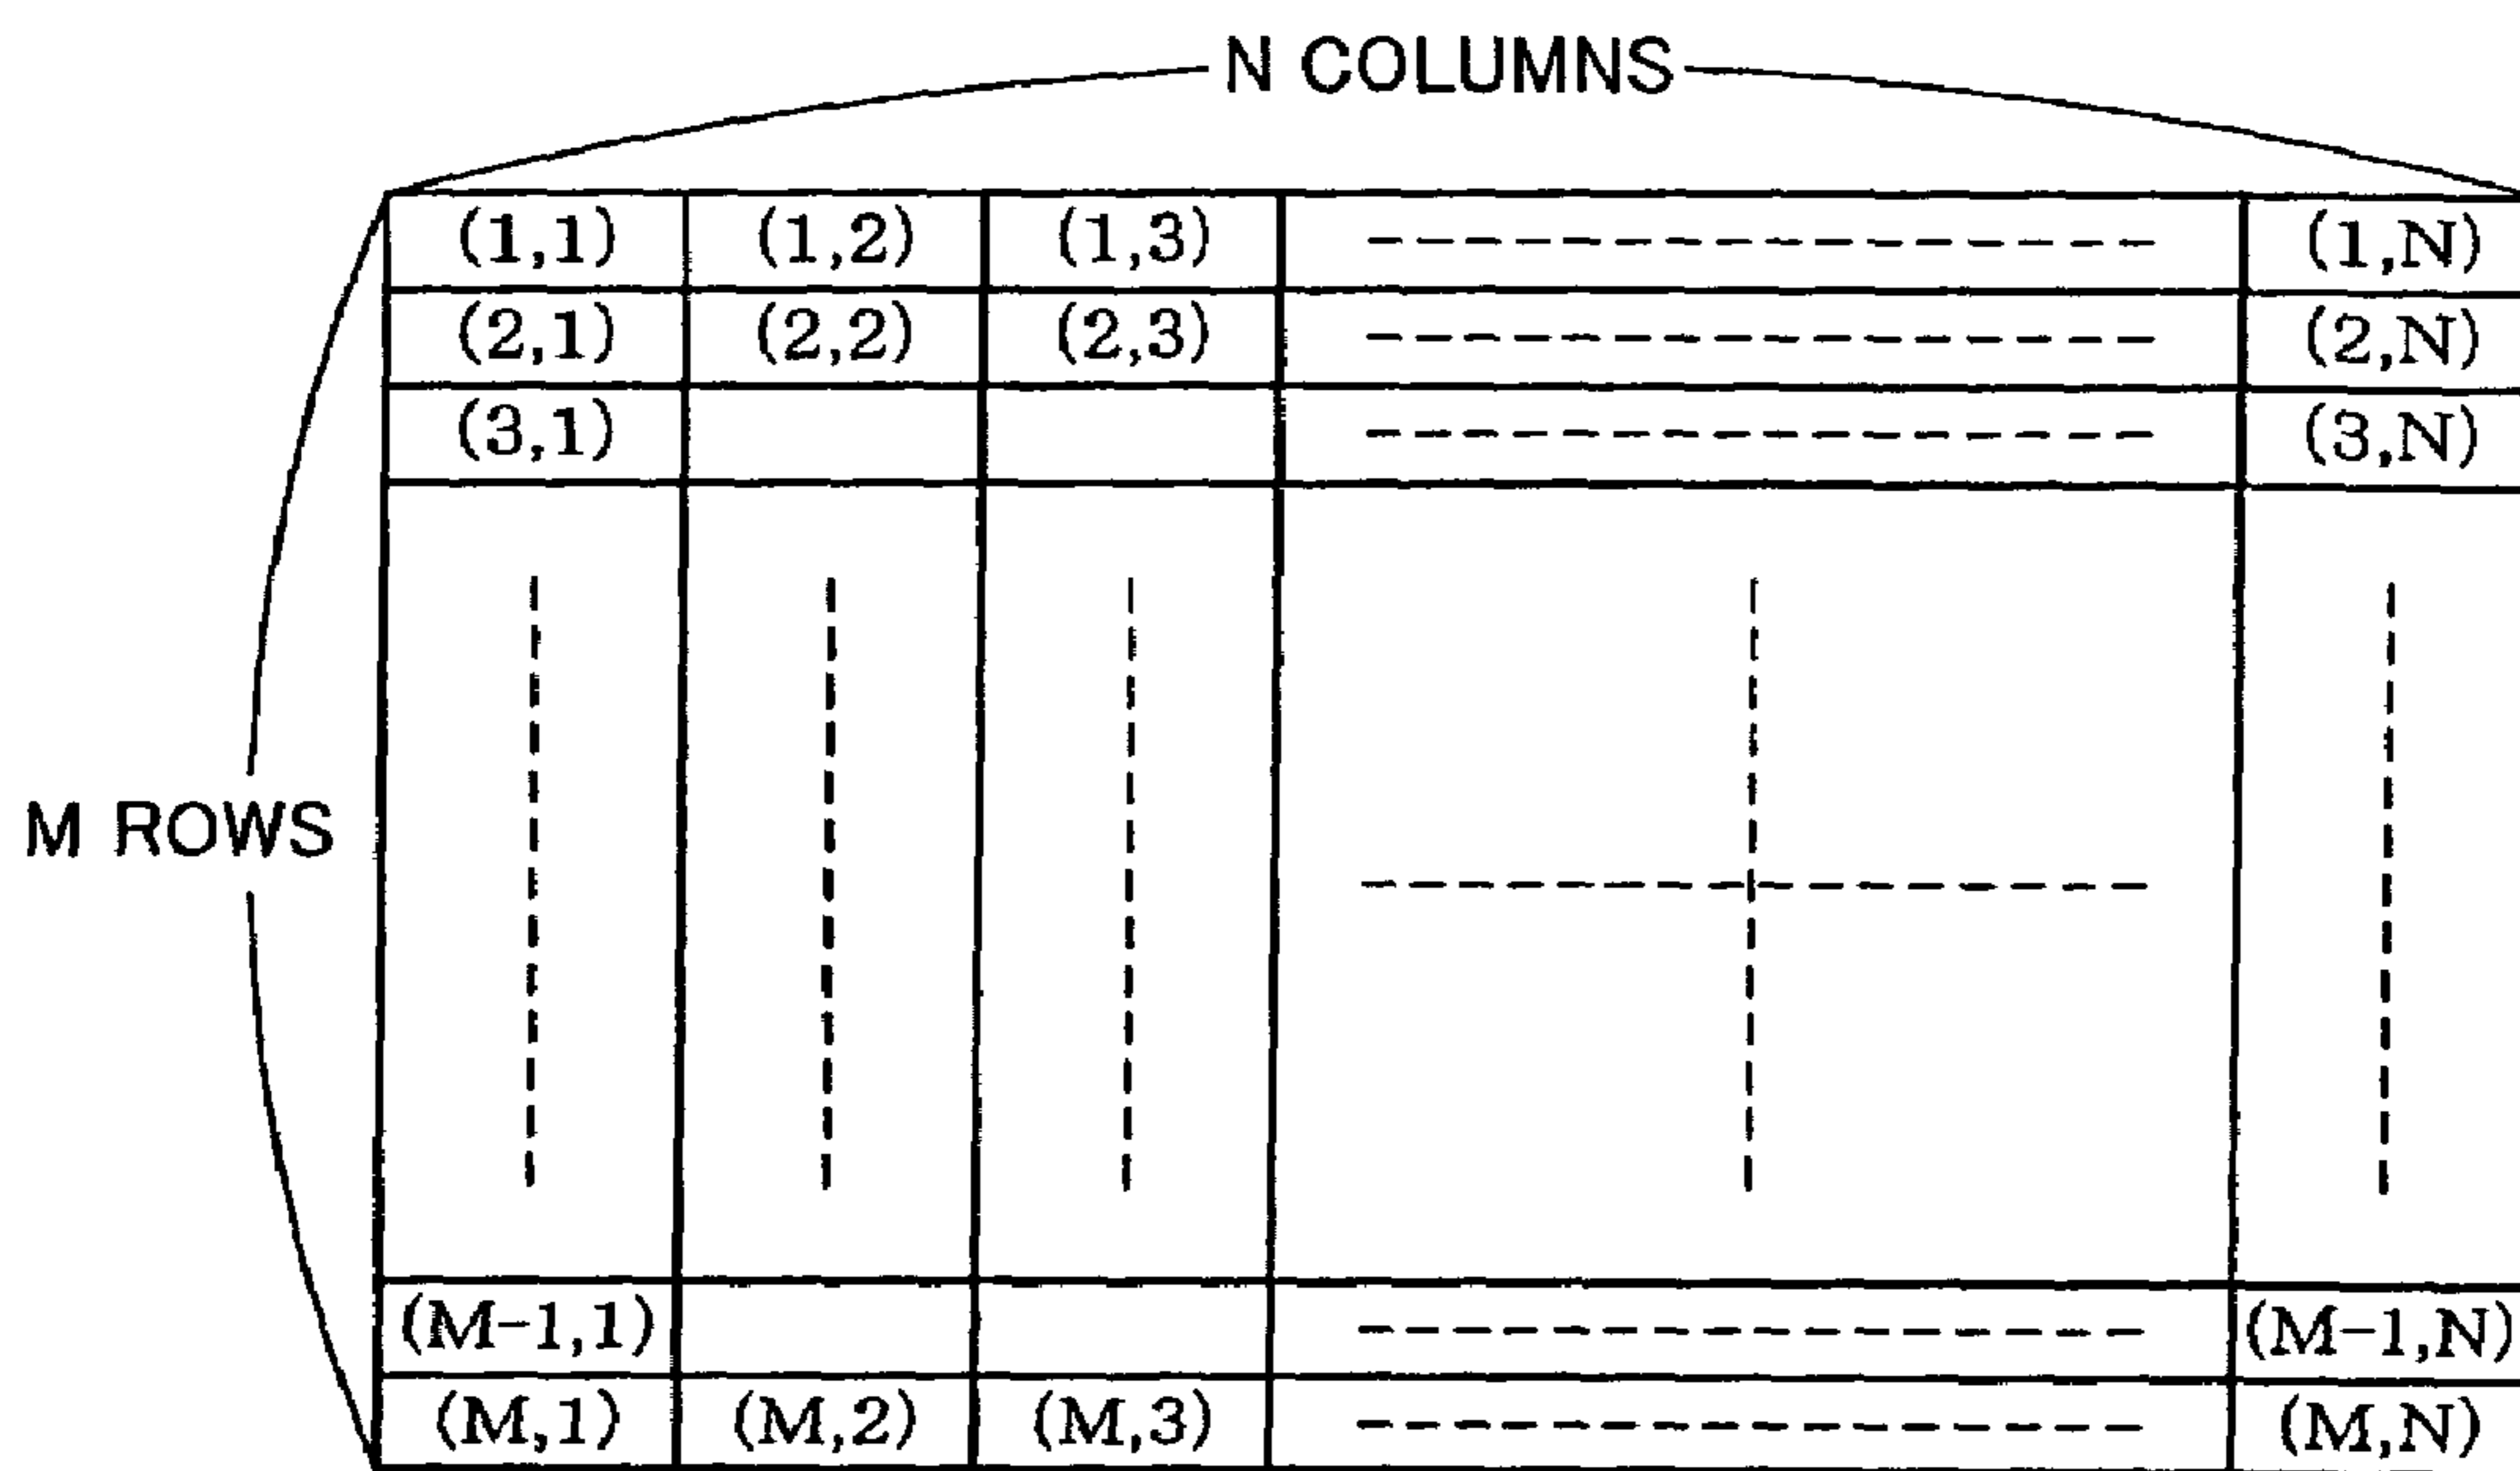 N COLUMNS
(1,1) (1,2) (1,3) (1,N)
(2,1) (2,2) (2,3) (2,N)
(3,1) (3,N)
M ROWS
(M-1,1) (M-1,N)
(M,1) (M,2) (M,3) (M,N)